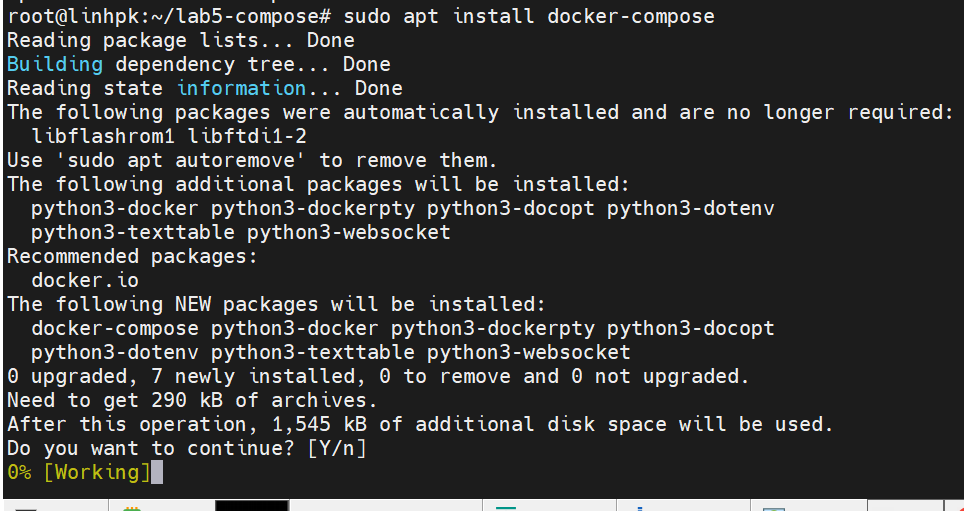 root@linhpk:~/lab5-compose# sudo apt install docker-compose
Reading package lists... Done
Building dependency tree... Done
Reading state information... Done
The following packages were automatically installed and are no longer required:
  libflashrom1 libftdi1-2
Use 'sudo apt autoremove' to remove them.
The following additional packages will be installed:
  python3-docker python3-dockerpty python3-docopt python3-dotenv
  python3-texttable python3-websocket
Recommended packages:
  docker.io
The following NEW packages will be installed:
  docker-compose python3-docker python3-dockerpty python3-docopt
  python3-dotenv python3-texttable python3-websocket
0 upgraded, 7 newly installed, 0 to remove and 0 not upgraded.
Need to get 290 kB of archives.
After this operation, 1,545 kB of additional disk space will be used.
Do you want to continue? [Y/n]
0% [Working]